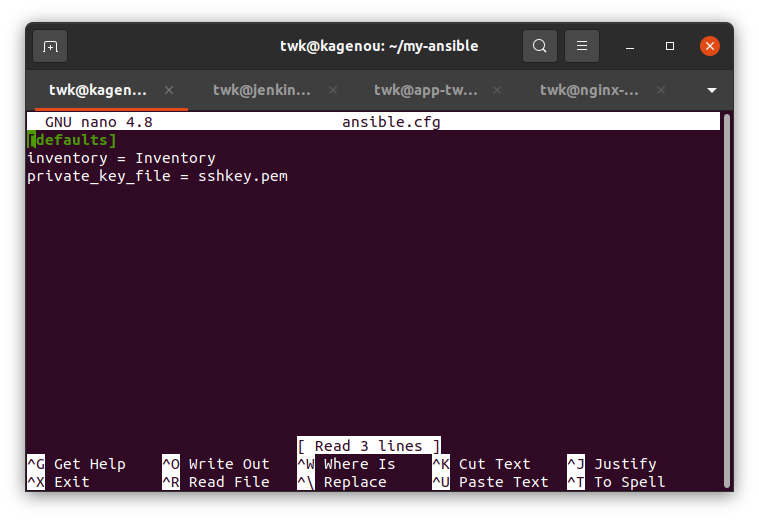 twk@kagenou: ~/my-ansible
twk@kagen... twk@jenkin... twk@app-tw... twk@nginx-...
GNU nano 4.8 ansible.cfg
[defaults]
inventory = Inventory
private_key_file = sshkey.pem
[ Read 3 lines ]
^G Get Help ^O Write Out ^W Where Is ^K Cut Text ^J Justify
^X Exit ^R Read File ^\ Replace ^U Paste Text ^T To Spell